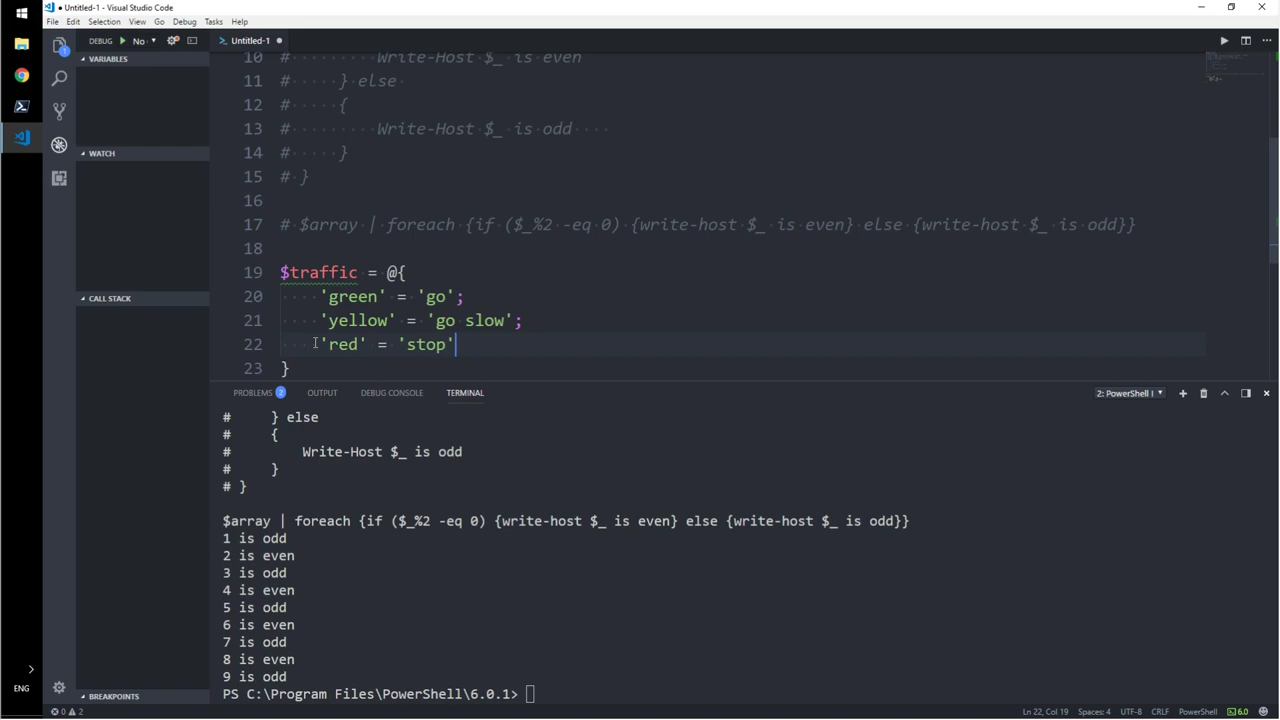 ● Untitled-1 - Visual Studio Code
File Edit Selection View Go Debug Tasks Help
DEBUG No Untitled-1 ●
VARIABLES
WATCH
CALL STACK
BREAKPOINTS
10 # Write-Host $_ is even
11 # } else
12 # {
13 # Write-Host $_ is odd
14 # }
15 # }
16
17 # $array | foreach {if ($_%2 -eq 0) {write-host $_ is even} else {write-host $_ is odd}}
18
19 $traffic = @{
20 'green' = 'go';
21 'yellow' = 'go slow';
22 'red' = 'stop'
23 }
PROBLEMS 2 OUTPUT DEBUG CONSOLE TERMINAL 2: PowerShell I
# } else
# {
# Write-Host $_ is odd
# }
# }
$array | foreach {if ($_%2 -eq 0) {write-host $_ is even} else {write-host $_ is odd}}
1 is odd
2 is even
3 is odd
4 is even
5 is odd
6 is even
7 is odd
8 is even
9 is odd
PS C:\Program Files\PowerShell\6.0.1>
ENG
0 2 Ln 22, Col 19 Spaces: 4 UTF-8 CRLF PowerShell 6.0
1